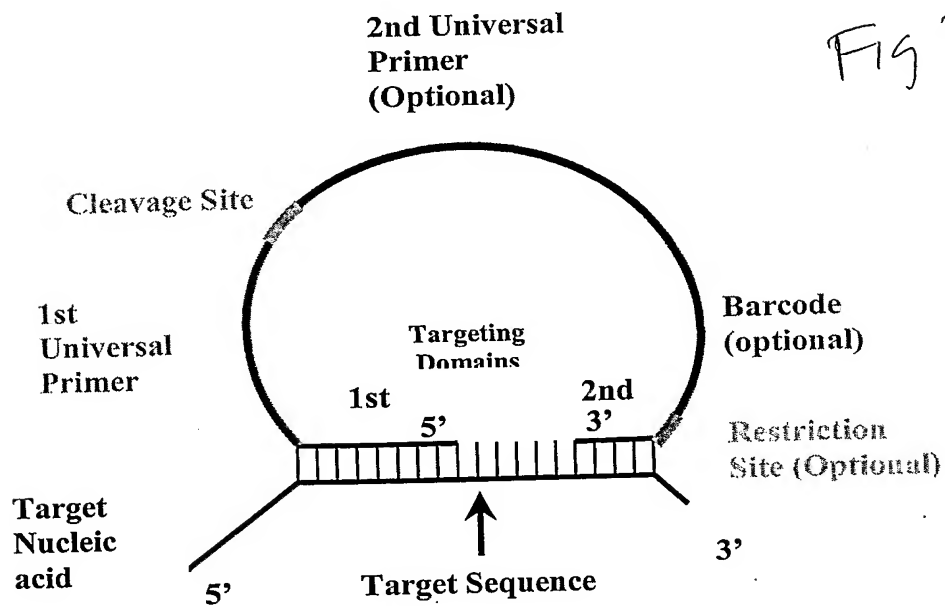 2nd Universal
Primer
(Optional)
Fig
Cleavage Site
1st
Universal
Primer
Targeting
Domains
1st
5’
2nd
3’
Barcode
(optional)
Restriction
Site (Optional)
Target
Nucleic
acid
5’
Target Sequence
3’